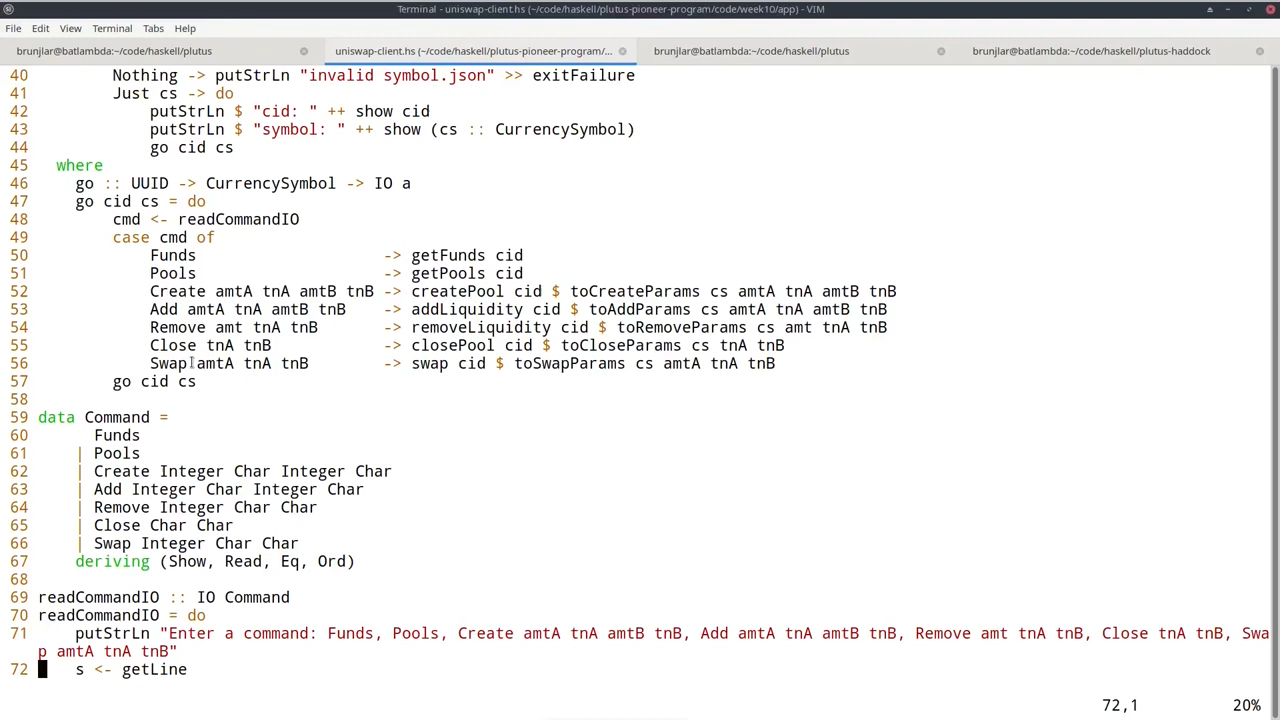 Terminal - uniswap-client.hs (~/code/haskell/plutus-pioneer-program/code/week10/app) - VIM
File Edit View Terminal Tabs Help
brunjlar@batlambda:~/code/haskell/plutus
uniswap-client.hs (~/code/haskell/plutus-pioneer-program/...
brunjlar@batlambda:~/code/haskell/plutus
brunjlar@batlambda:~/code/haskell/plutus-haddock
40         Nothing -> putStrLn "invalid symbol.json" >> exitFailure
41         Just cs -> do
42             putStrLn $ "cid: " ++ show cid
43             putStrLn $ "symbol: " ++ show (cs :: CurrencySymbol)
44             go cid cs
45   where
46     go :: UUID -> CurrencySymbol -> IO a
47     go cid cs = do
48         cmd <- readCommandIO
49         case cmd of
50             Funds                    -> getFunds cid
51             Pools                    -> getPools cid
52             Create amtA tnA amtB tnB -> createPool cid $ toCreateParams cs amtA tnA amtB tnB
53             Add amtA tnA amtB tnB    -> addLiquidity cid $ toAddParams cs amtA tnA amtB tnB
54             Remove amt tnA tnB       -> removeLiquidity cid $ toRemoveParams cs amt tnA tnB
55             Close tnA tnB            -> closePool cid $ toCloseParams cs tnA tnB
56             Swap amtA tnA tnB        -> swap cid $ toSwapParams cs amtA tnA tnB
57         go cid cs
58
59 data Command =
60       Funds
61     | Pools
62     | Create Integer Char Integer Char
63     | Add Integer Char Integer Char
64     | Remove Integer Char Char
65     | Close Char Char
66     | Swap Integer Char Char
67     deriving (Show, Read, Eq, Ord)
68
69 readCommandIO :: IO Command
70 readCommandIO = do
71     putStrLn "Enter a command: Funds, Pools, Create amtA tnA amtB tnB, Add amtA tnA amtB tnB, Remove amt tnA tnB, Close tnA tnB, Swa
p amtA tnA tnB"
72     s <- getLine
72,1 20%